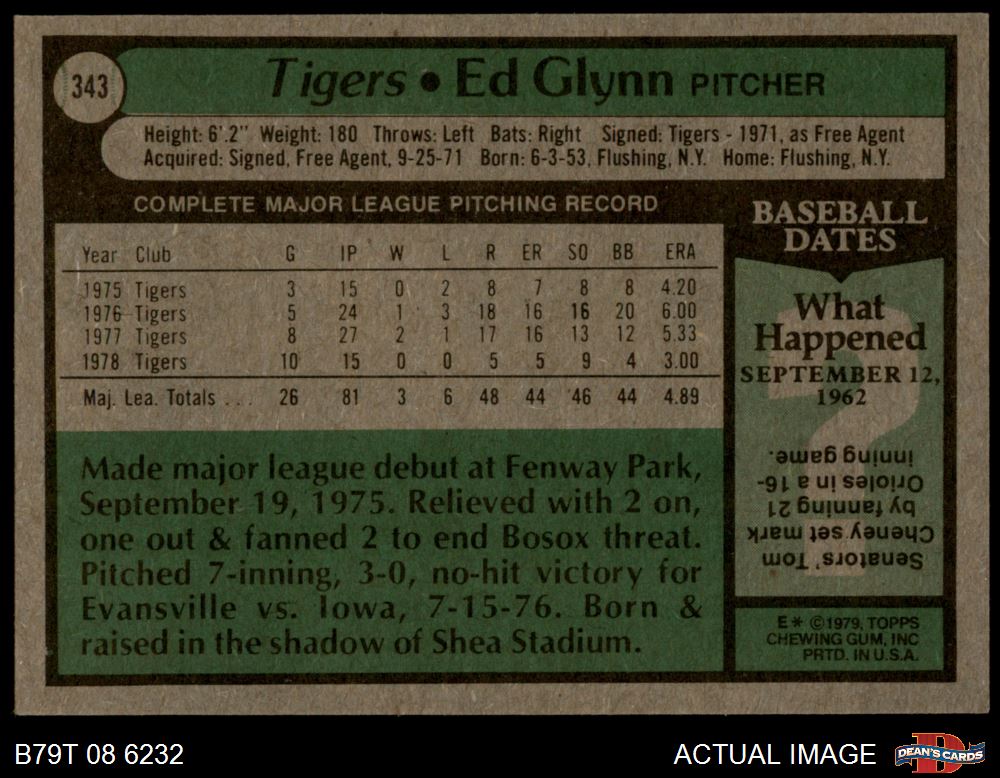 343
Tigers • Ed Glynn PITCHER
Height: 6'.2" Weight: 180 Throws: Left Bats: Right Signed: Tigers - 1971, as Free Agent
Acquired: Signed, Free Agent, 9-25-71 Born: 6-3-53, Flushing, N.Y. Home: Flushing, N.Y.
COMPLETE MAJOR LEAGUE PITCHING RECORD
Year Club G IP W L R ER SO BB ERA
1975 Tigers 3 15 0 2 8 7 8 8 4.20
1976 Tigers 5 24 1 3 18 16 16 20 6.00
1977 Tigers 8 27 2 1 17 16 13 12 5.33
1978 Tigers 10 15 0 0 5 5 9 4 3.00
Maj. Lea. Totals . . . 26 81 3 6 48 44 46 44 4.89
Made major league debut at Fenway Park,
September 19, 1975. Relieved with 2 on,
one out & fanned 2 to end Bosox threat.
Pitched 7-inning, 3-0, no-hit victory for
Evansville vs. Iowa, 7-15-76. Born &
raised in the shadow of Shea Stadium.
BASEBALL
DATES
What
Happened
SEPTEMBER 12,
1962
?
Senators' Tom
Cheney set mark
by fanning 21
Orioles in a 16-
inning game.
E * ©1979, TOPPS
CHEWING GUM, INC
PRTD. IN U.S.A.
B79T 08 6232
ACTUAL IMAGE
DEAN'S CARDS